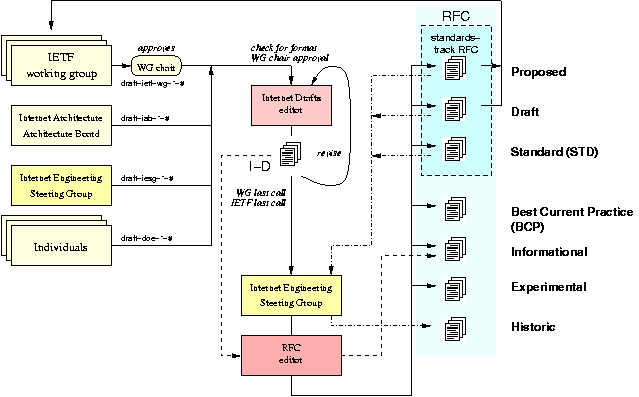 RFC
standards-
track RFC
approves
check for format
WG chair approval
IETF
working group
WG chair
Proposed
draft-ietf-wg-*-#
Internet Drafts
editor
Draft
Internet Architecture
Architecture Board
draft-iab-*-#
revise
Standard (STD)
I-D
Internet Engineering
Steering Group
draft-iesg-*-#
WG last call
IETF last call
Best Current Practice
(BCP)
Individuals
draft-doe-*-#
Informational
Internet Engineering
Steering Group
Experimental
Historic
RFC
editor